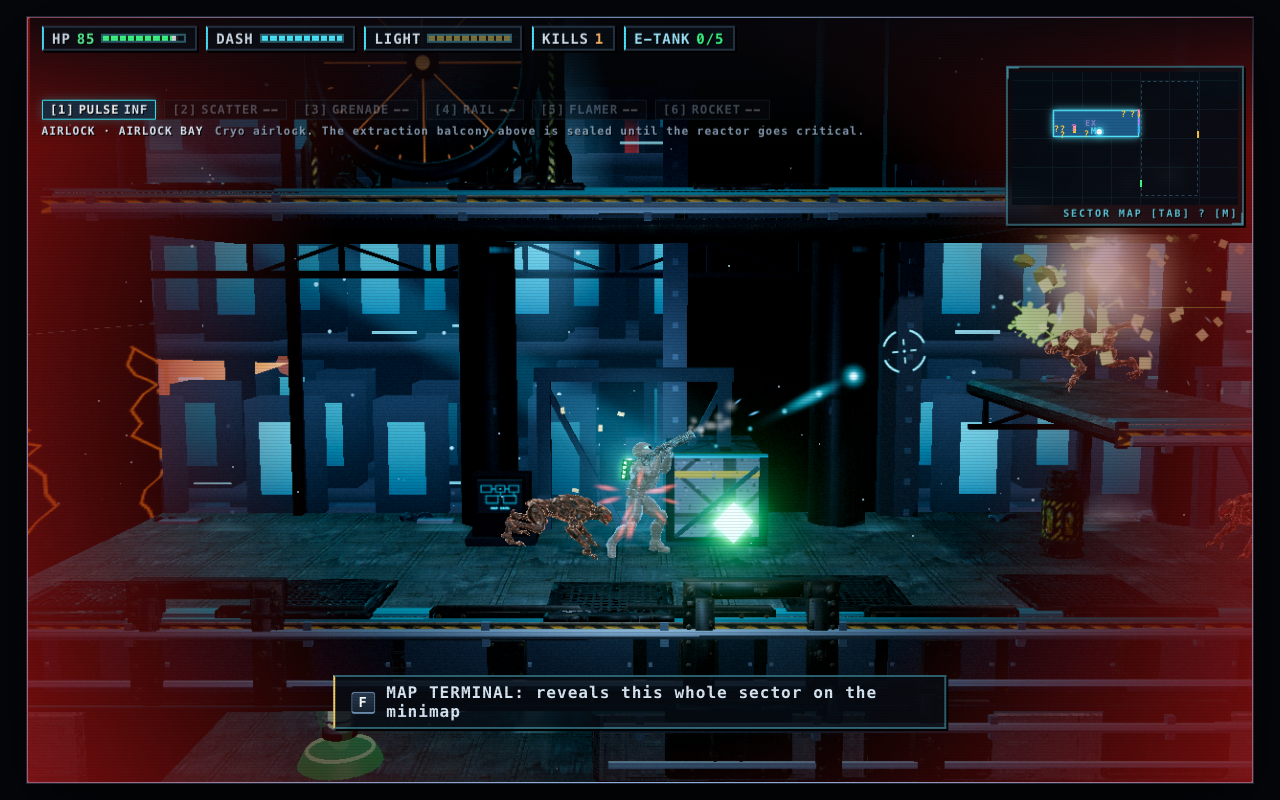 HP 85 DASH LIGHT KILLS 1 E-TANK 0/5
[1] PULSE INF [2] SCATTER -- [3] GRENADE -- [4] RAIL -- [5] FLAMER -- [6] ROCKET --
AIRLOCK · AIRLOCK BAY Cryo airlock. The extraction balcony above is sealed until the reactor goes critical.
? ? ?
EX
? ? ? ? M
SECTOR MAP [TAB] ? [M]
F MAP TERMINAL: reveals this whole sector on the
minimap